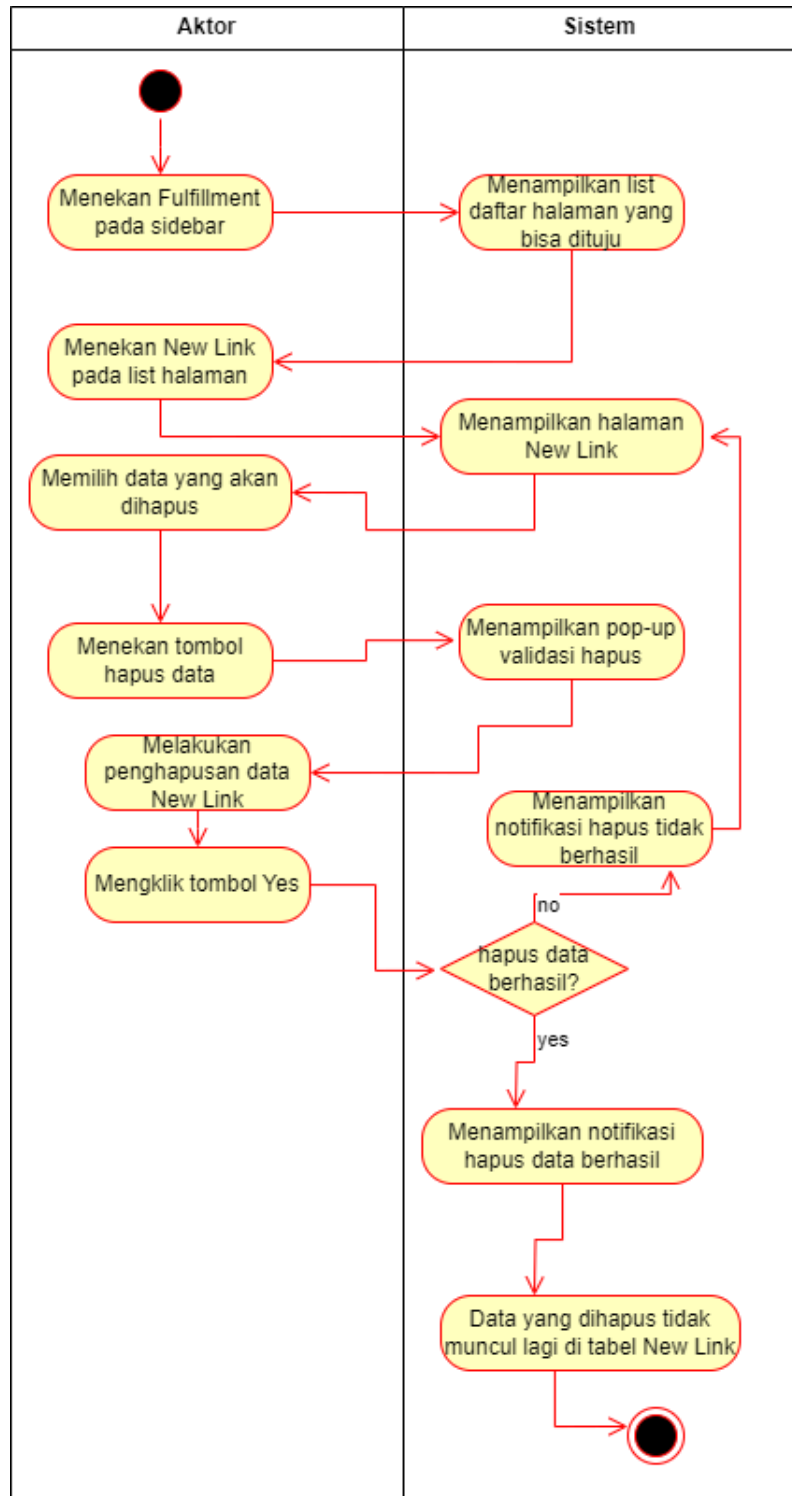 Aktor
Sistem
Menekan Fulfillment
pada sidebar
Menampilkan list
daftar halaman yang
bisa dituju
Menekan New Link
pada list halaman
Menampilkan halaman
New Link
Memilih data yang akan
dihapus
Menekan tombol
hapus data
Menampilkan pop-up
validasi hapus
Melakukan
penghapusan data
New Link
Menampilkan
notifikasi hapus tidak
berhasil
Mengklik tombol Yes
no
hapus data
berhasil?
yes
Menampilkan notifikasi
hapus data berhasil
Data yang dihapus tidak
muncul lagi di tabel New Link